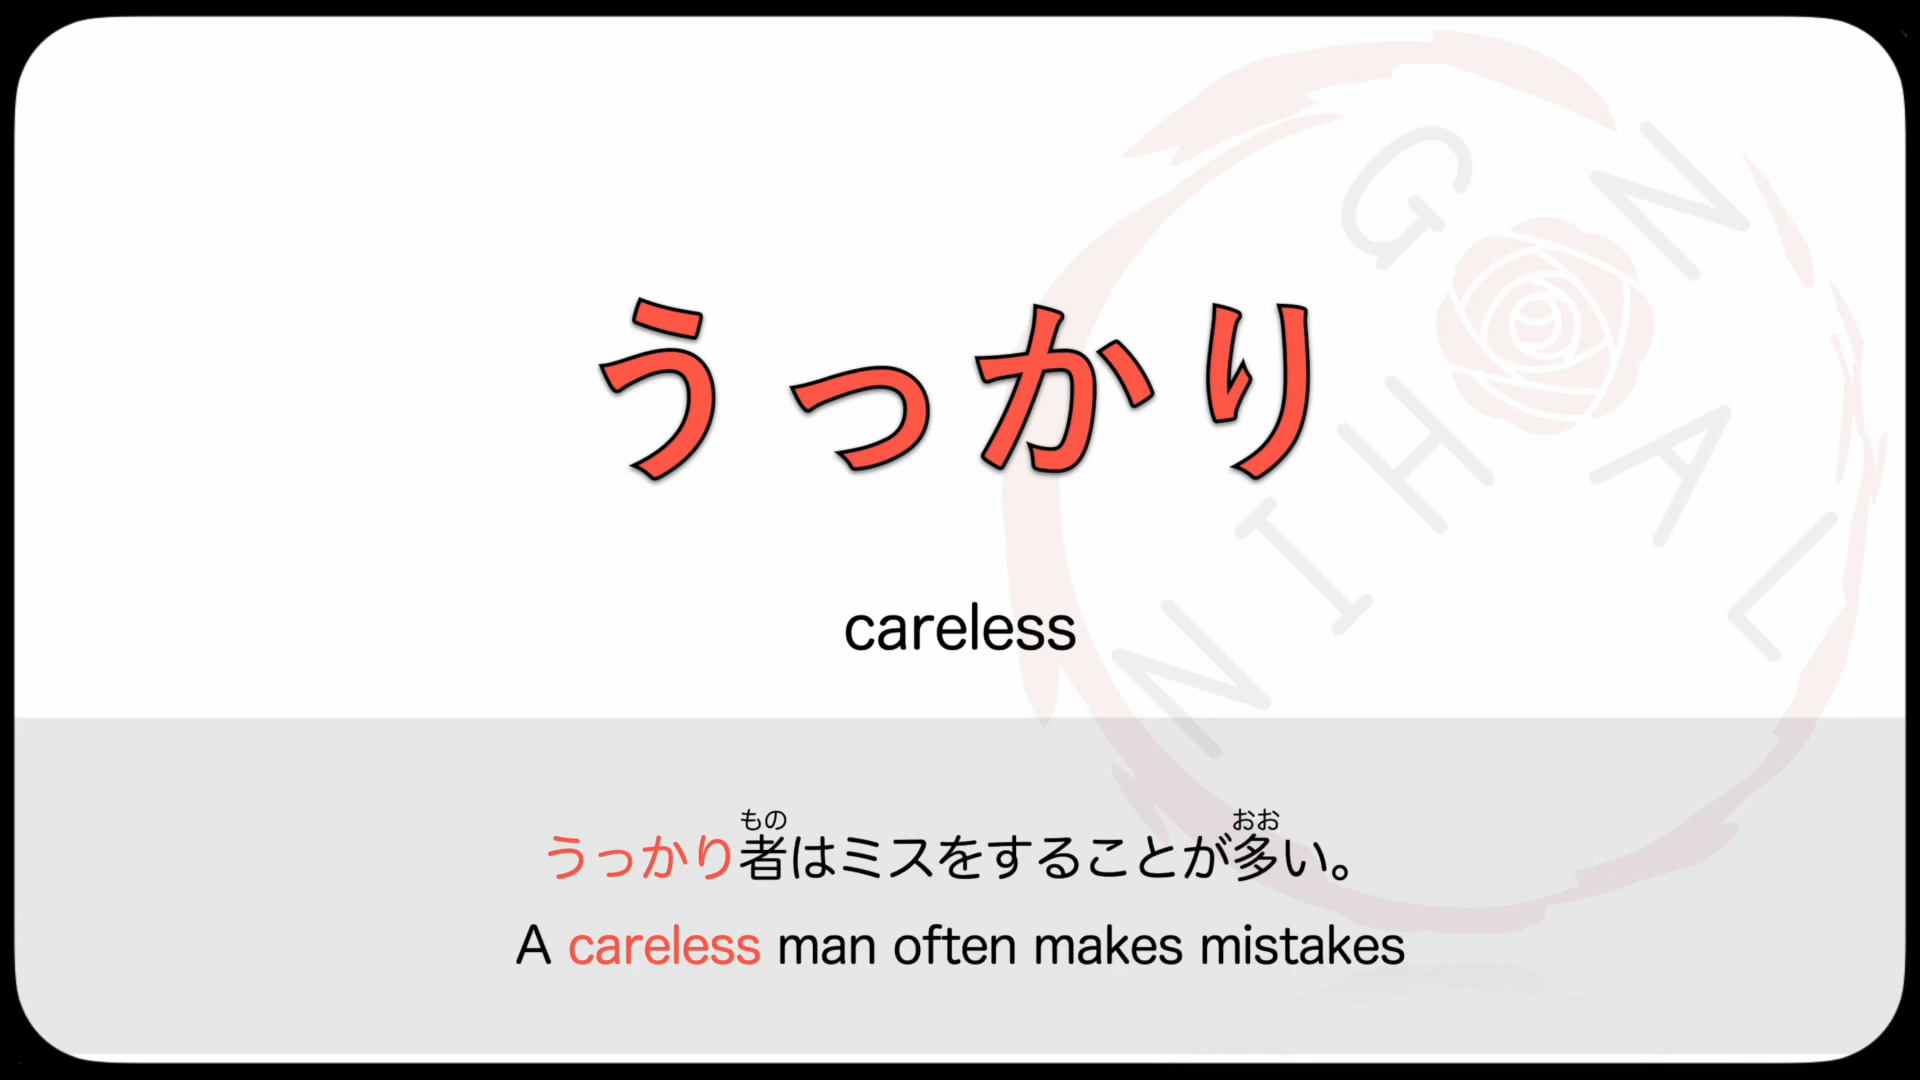 うっかり
careless
もの おお
うっかり者はミスをすることが多い。
A careless man often makes mistakes
NIHONGAL